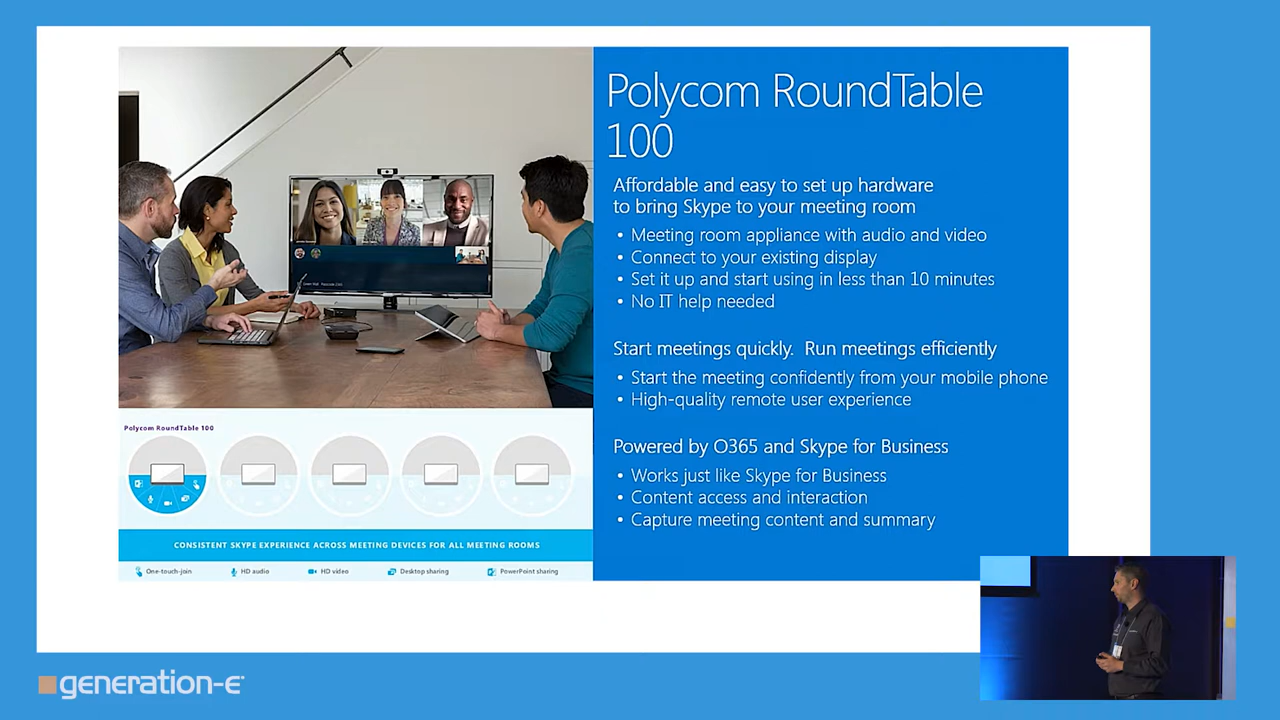 Polycom RoundTable
100
Affordable and easy to set up hardware
to bring Skype to your meeting room
• Meeting room appliance with audio and video
• Connect to your existing display
• Set it up and start using in less than 10 minutes
• No IT help needed
Start meetings quickly. Run meetings efficiently
• Start the meeting confidently from your mobile phone
• High-quality remote user experience
Powered by O365 and Skype for Business
• Works just like Skype for Business
• Content access and interaction
• Capture meeting content and summary
Polycom RoundTable 100
CONSISTENT SKYPE EXPERIENCE ACROSS MEETING DEVICES FOR ALL MEETING ROOMS
One-touch-join HD audio HD video Desktop sharing PowerPoint sharing
generation-e